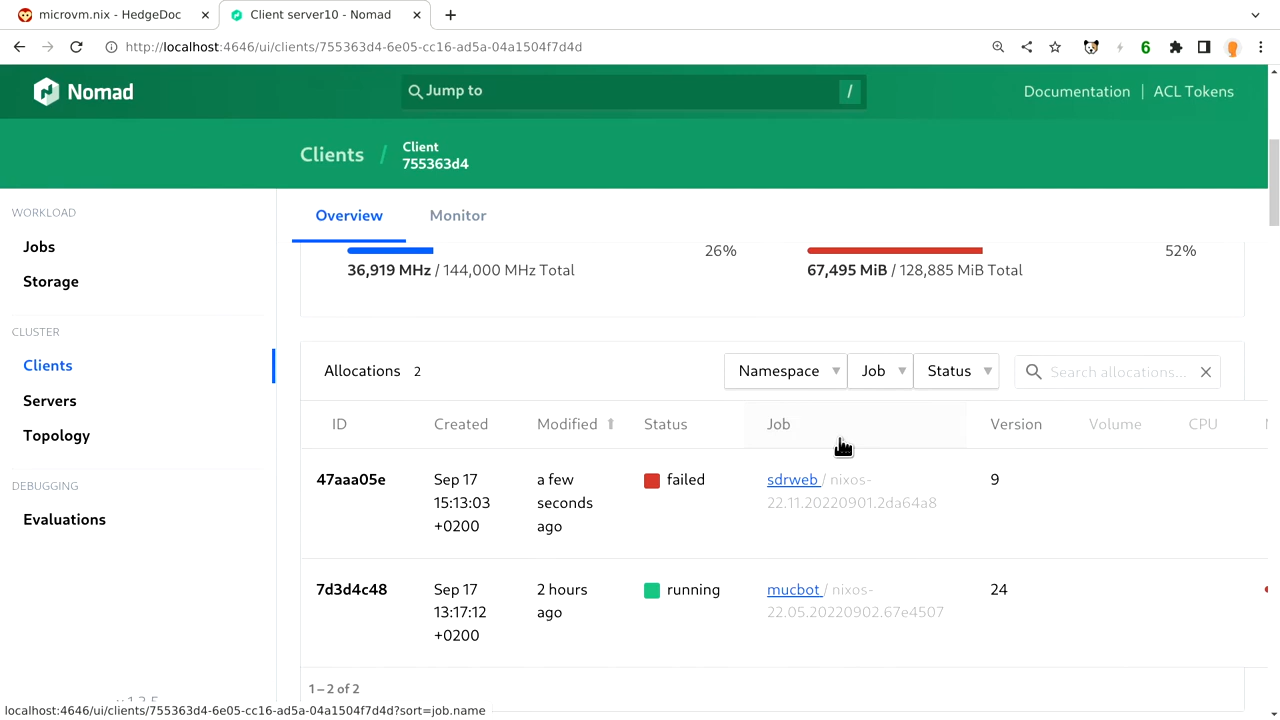 microvm.nix - HedgeDoc
Client server10 - Nomad
http://localhost:4646/ui/clients/755363d4-6e05-cc16-ad5a-04a1504f7d4d
6
Nomad
Jump to
/
Documentation | ACL Tokens
Clients / Client
755363d4
WORKLOAD
Jobs
Storage
CLUSTER
Clients
Servers
Topology
DEBUGGING
Evaluations
Overview
Monitor
26%
36,919 MHz / 144,000 MHz Total
52%
67,495 MiB / 128,885 MiB Total
Allocations 2
Namespace
Job
Status
Search allocations...
ID Created Modified Status Job Version Volume CPU
47aaa05e
Sep 17
15:13:03
+0200
a few
seconds
ago
failed
sdrweb / nixos-
22.11.20220901.2da64a8
9
7d3d4c48
Sep 17
13:17:12
+0200
2 hours
ago
running
mucbot / nixos-
22.05.20220902.67e4507
24
1–2 of 2
localhost:4646/ui/clients/755363d4-6e05-cc16-ad5a-04a1504f7d4d?sort=job.name